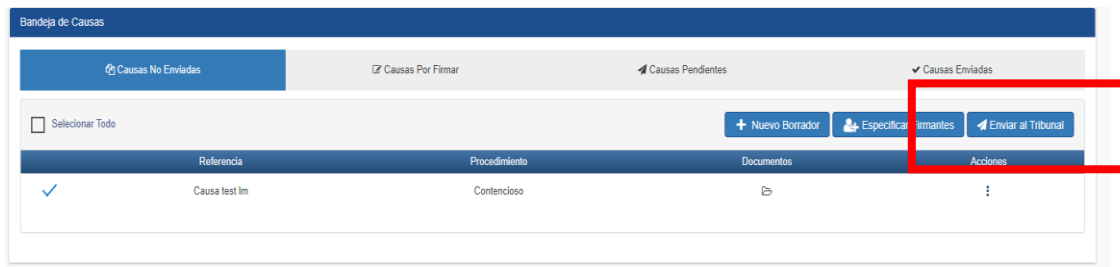 Bandeja de Causas
Causas No Enviadas Causas Por Firmar Causas Pendientes Causas Enviadas
Selecionar Todo + Nuevo Borrador Especificar Firmantes Enviar al Tribunal
Referencia Procedimiento Documentos Acciones
Causa test lm Contencioso